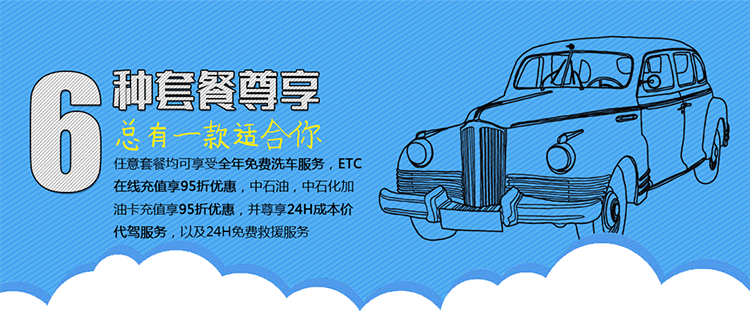 6
种套餐尊享
总有一款适合你
任意套餐均可享受全年免费洗车服务，ETC
在线充值享95折优惠，中石油，中石化加
油卡充值享95折优惠，并尊享24H成本价
代驾服务，以及24H免费救援服务